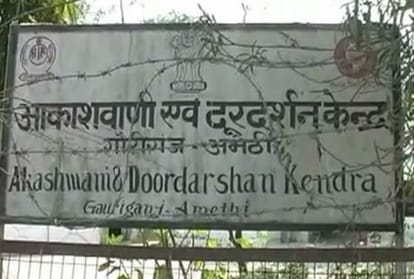 आकाशवाणी एवं दूरदर्शन केन्द्र
गौरीगंज - अमेठी
Akashwani & Doordarshan Kendra
Gauriganj - Amethi